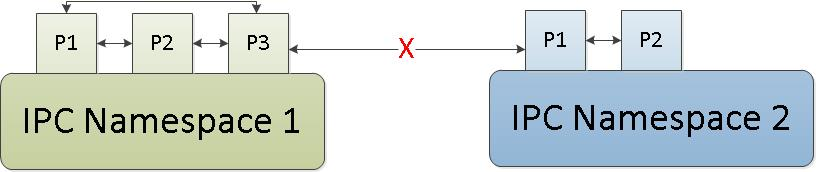 P1 P2 P3 X P1 P2
IPC Namespace 1
IPC Namespace 2